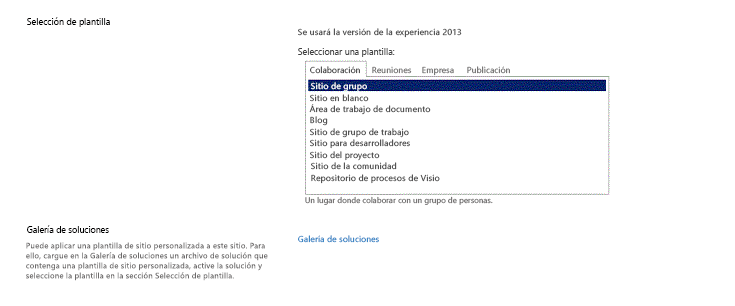 Selección de plantilla
Se usará la versión de la experiencia 2013
Seleccionar una plantilla:
Colaboración Reuniones Empresa Publicación
Sitio de grupo
Sitio en blanco
Área de trabajo de documento
Blog
Sitio de grupo de trabajo
Sitio para desarrolladores
Sitio del proyecto
Sitio de la comunidad
Repositorio de procesos de Visio
Un lugar donde colaborar con un grupo de personas.
Galería de soluciones
Puede aplicar una plantilla de sitio personalizada a este sitio. Para
ello, cargue en la Galería de soluciones un archivo de solución que
contenga una plantilla de sitio personalizada, active la solución y
seleccione la plantilla en la sección Selección de plantilla.
Galería de soluciones